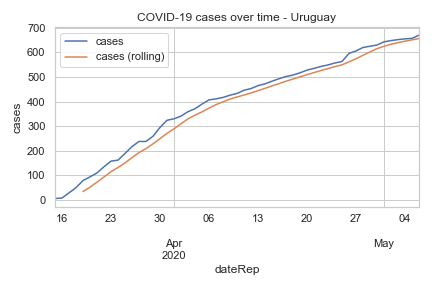 COVID-19 cases over time - Uruguay
cases
cases (rolling)
700
600
500
400
300
200
100
0
cases
16 23 30 06 13 20 27 04
Apr May
2020
dateRep